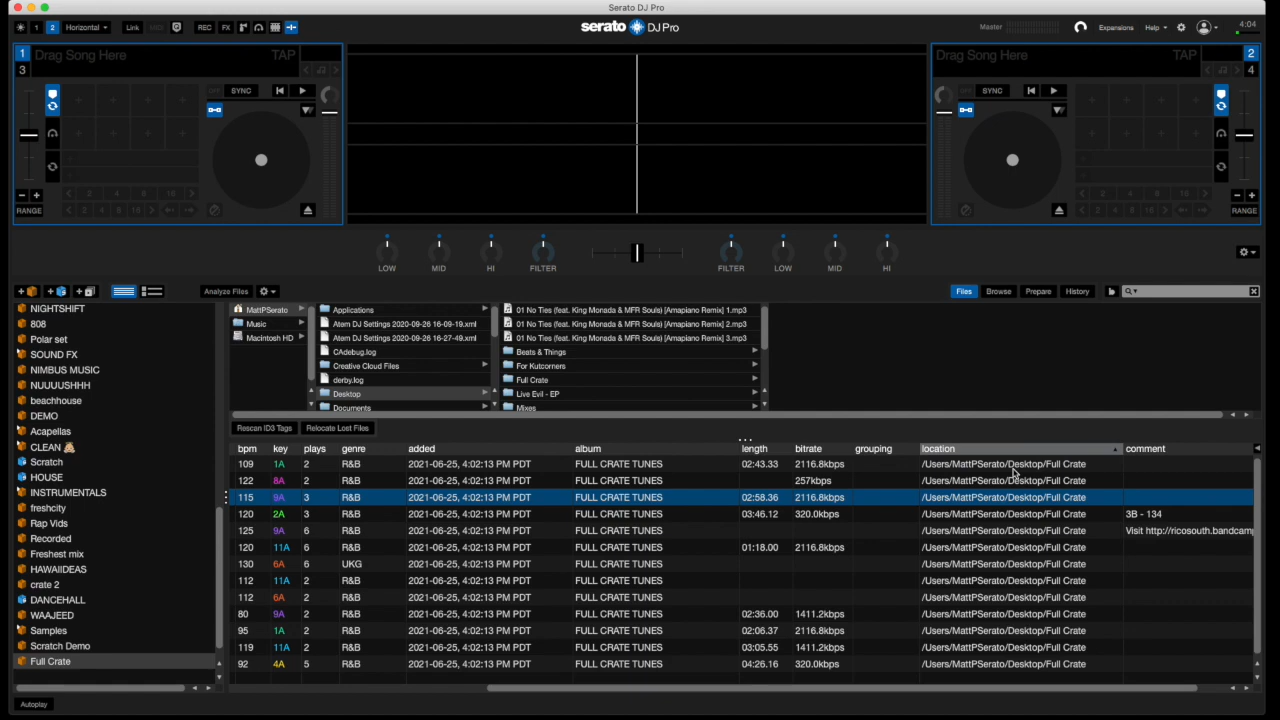 Serato DJ Pro
1 2 Horizontal Link MIDI REC FX
serato DJ Pro
Master Expansions Help 4:04
1 Drag Song Here TAP
3
OFF SYNC
2 4 8 16
4 8 16 32
RANGE
Drag Song Here TAP 2
4
OFF SYNC
RANGE
LOW MID HI FILTER
FILTER LOW MID HI
Analyze Files
Files Browse Prepare History
NIGHTSHIFT
808
Polar set
SOUND FX
NIMBUS MUSIC
NUUUUSHHH
beachhouse
DEMO
Acapellas
CLEAN
Scratch
HOUSE
INSTRUMENTALS
freshcity
Rap Vids
Recorded
Freshest mix
HAWAIIDEAS
crate 2
DANCEHALL
WAAJEED
Samples
Scratch Demo
Full Crate
MattPSerato
Music
Macintosh HD
Applications
Atem DJ Settings 2020-09-26 16-09-19.xml
Atem DJ Settings 2020-09-26 16-27-49.xml
CAdebug.log
Creative Cloud Files
derby.log
Desktop
Documents
01 No Ties (feat. King Monada & MFR Souls) [Amapiano Remix] 1.mp3
01 No Ties (feat. King Monada & MFR Souls) [Amapiano Remix] 2.mp3
01 No Ties (feat. King Monada & MFR Souls) [Amapiano Remix] 3.mp3
Beats & Things
For Kutcorners
Full Crate
Live Evil - EP
Mixes
Rescan ID3 Tags Relocate Lost Files
bpm key plays genre added album length bitrate grouping location comment
109 1A 2 R&B 2021-06-25, 4:02:13 PM PDT FULL CRATE TUNES 02:43.33 2116.8kbps /Users/MattPSerato/Desktop/Full Crate
122 8A 2 R&B 2021-06-25, 4:02:13 PM PDT FULL CRATE TUNES 257kbps /Users/MattPSerato/Desktop/Full Crate
115 9A 3 R&B 2021-06-25, 4:02:13 PM PDT FULL CRATE TUNES 02:58.36 2116.8kbps /Users/MattPSerato/Desktop/Full Crate
120 2A 3 R&B 2021-06-25, 4:02:13 PM PDT FULL CRATE TUNES 03:46.12 320.0kbps /Users/MattPSerato/Desktop/Full Crate 3B - 134
125 9A 6 R&B 2021-06-25, 4:02:13 PM PDT FULL CRATE TUNES /Users/MattPSerato/Desktop/Full Crate Visit http://ricosouth.bandcamp
120 11A 6 R&B 2021-06-25, 4:02:13 PM PDT FULL CRATE TUNES 01:18.00 2116.8kbps /Users/MattPSerato/Desktop/Full Crate
130 6A 6 UKG 2021-06-25, 4:02:13 PM PDT FULL CRATE TUNES /Users/MattPSerato/Desktop/Full Crate
112 11A 2 R&B 2021-06-25, 4:02:13 PM PDT FULL CRATE TUNES /Users/MattPSerato/Desktop/Full Crate
112 6A 2 R&B 2021-06-25, 4:02:13 PM PDT FULL CRATE TUNES /Users/MattPSerato/Desktop/Full Crate
80 9A 2 R&B 2021-06-25, 4:02:13 PM PDT FULL CRATE TUNES 02:36.00 1411.2kbps /Users/MattPSerato/Desktop/Full Crate
95 1A 2 R&B 2021-06-25, 4:02:13 PM PDT FULL CRATE TUNES 02:06.37 2116.8kbps /Users/MattPSerato/Desktop/Full Crate
119 11A 2 R&B 2021-06-25, 4:02:13 PM PDT FULL CRATE TUNES 03:05.55 1411.2kbps /Users/MattPSerato/Desktop/Full Crate
92 4A 5 R&B 2021-06-25, 4:02:13 PM PDT FULL CRATE TUNES 04:26.16 320.0kbps /Users/MattPSerato/Desktop/Full Crate
Autoplay